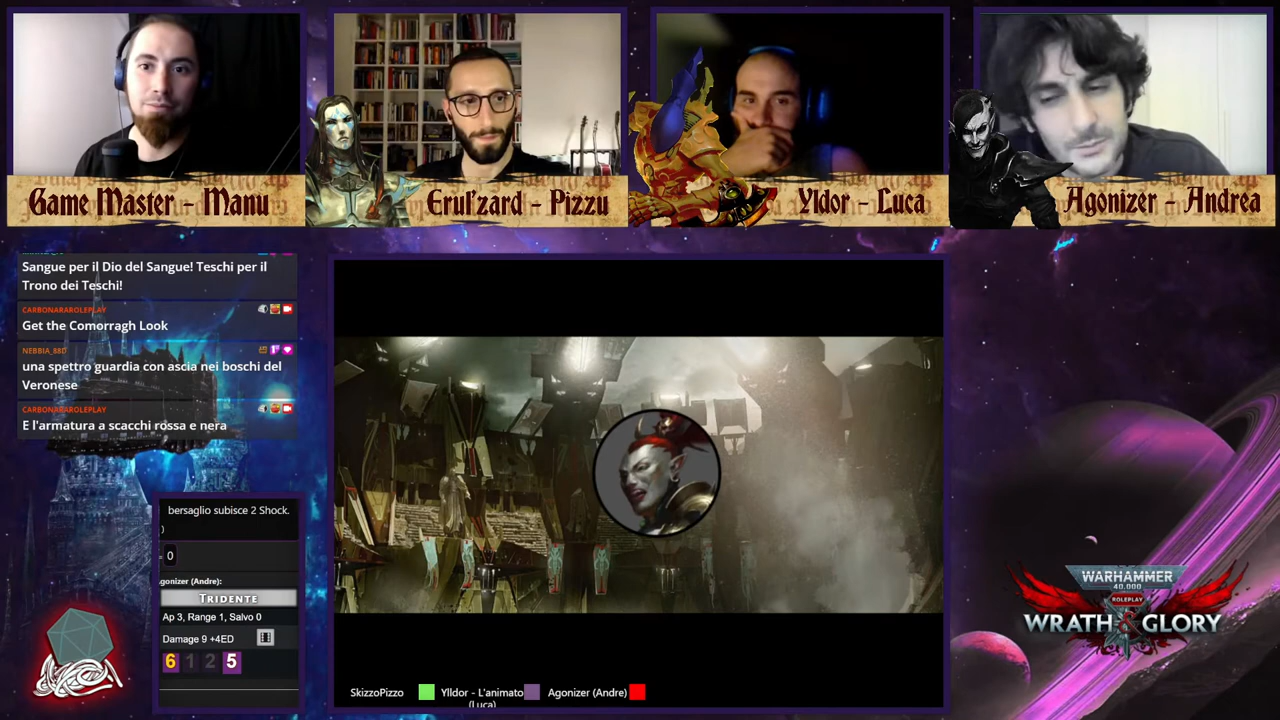 Game Master - Manu
Erul'zard - Pizzu
Yldor - Luca
Agonizer - Andrea
Sangue per il Dio del Sangue! Teschi per il
Trono dei Teschi!
CARBONARAROLEPLAY
Get the Comorragh Look
NEBBIA_88D
una spettro guardia con ascia nei boschi del
Veronese
CARBONARAROLEPLAY
E l'armatura a scacchi rossa e nera
bersaglio subisce 2 Shock.
)
= 0
Agonizer (Andre):
TRIDENTE
Ap 3, Range 1, Salvo 0
Damage 9 +4ED
6 1 2 5
SkizzoPizzo
Ylldor - L'animato
(Luca)
Agonizer (Andre)
WARHAMMER
40,000
ROLEPLAY
WRATH & GLORY